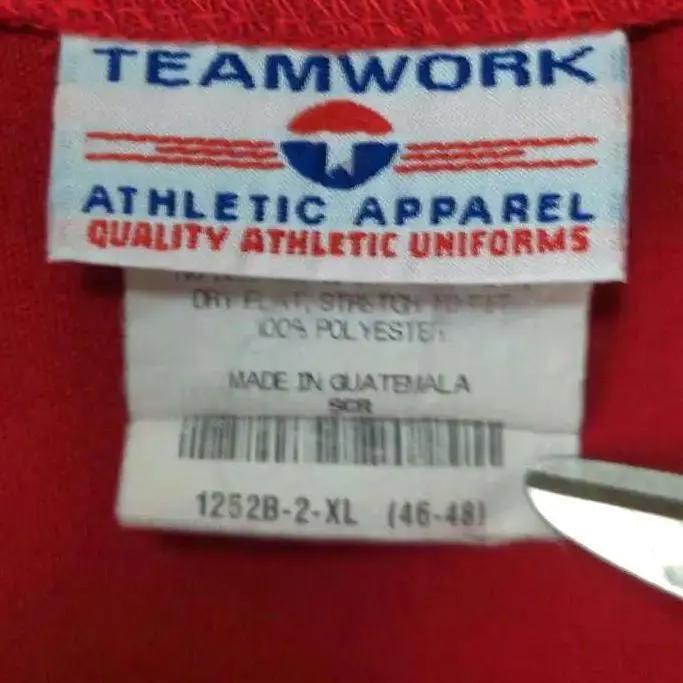 TEAMWORK
ATHLETIC APPAREL
QUALITY ATHLETIC UNIFORMS
DRY FLAT, STRETCH TO FIT
100% POLYESTER
MADE IN GUATEMALA
SCR
1252B-2-XL (46-48)